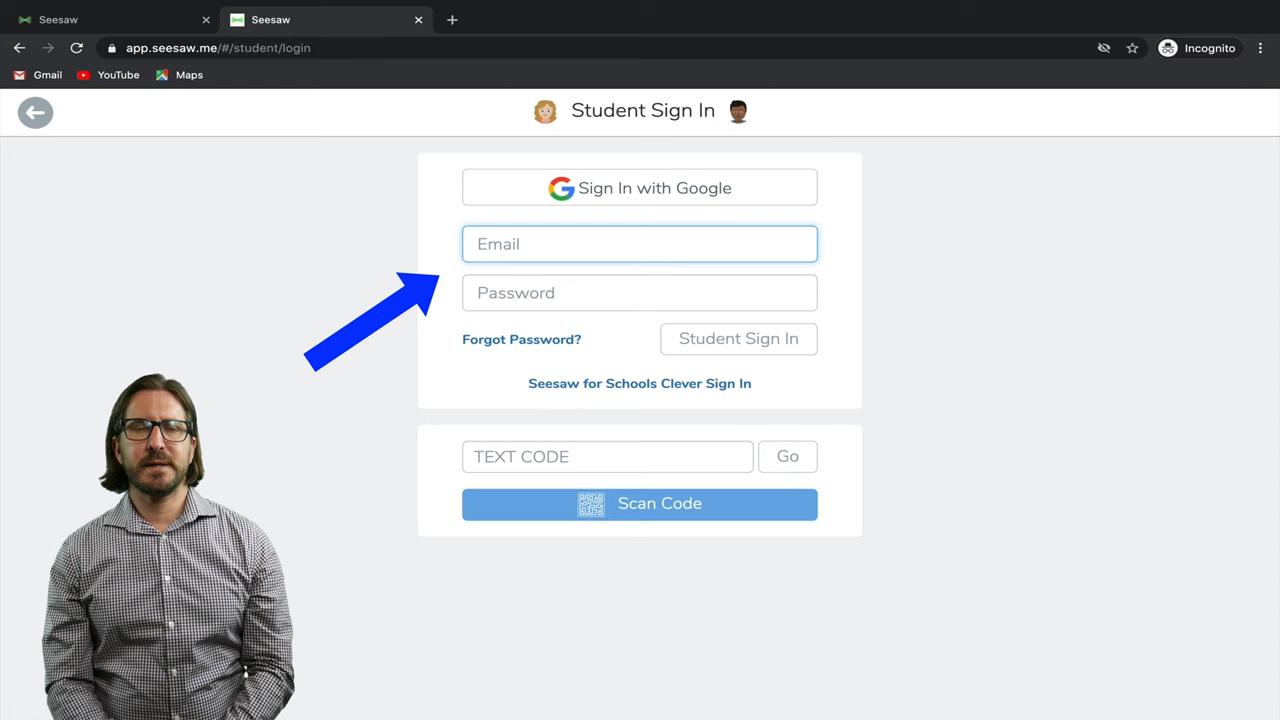 Seesaw
Seesaw
app.seesaw.me/#/student/login
Incognito
Gmail
YouTube
Maps
Student Sign In
Sign In with Google
Email
Password
Forgot Password?
Student Sign In
Seesaw for Schools Clever Sign In
TEXT CODE
Go
Scan Code